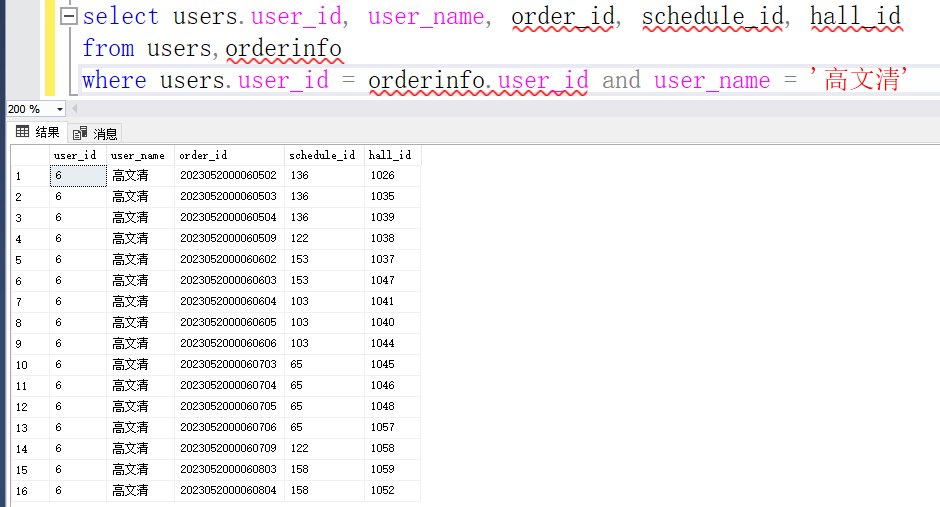 select users.user_id, user_name, order_id, schedule_id, hall_id
from users,orderinfo
where users.user_id = orderinfo.user_id and user_name = '高文清'
200 %
结果 消息
user_id user_name order_id schedule_id hall_id
1 6 高文清 2023052000060502 136 1026
2 6 高文清 2023052000060503 136 1035
3 6 高文清 2023052000060504 136 1039
4 6 高文清 2023052000060509 122 1038
5 6 高文清 2023052000060602 153 1037
6 6 高文清 2023052000060603 153 1047
7 6 高文清 2023052000060604 103 1041
8 6 高文清 2023052000060605 103 1040
9 6 高文清 2023052000060606 103 1044
10 6 高文清 2023052000060703 65 1045
11 6 高文清 2023052000060704 65 1046
12 6 高文清 2023052000060705 65 1048
13 6 高文清 2023052000060706 65 1057
14 6 高文清 2023052000060709 122 1058
15 6 高文清 2023052000060803 158 1059
16 6 高文清 2023052000060804 158 1052